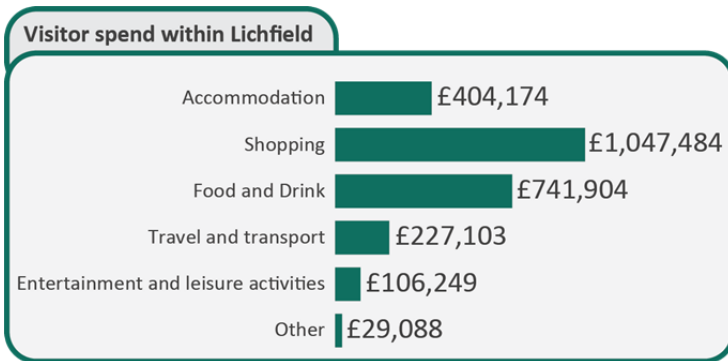 Visitor spend within Lichfield
Accommodation £404,174
Shopping £1,047,484
Food and Drink £741,904
Travel and transport £227,103
Entertainment and leisure activities £106,249
Other £29,088